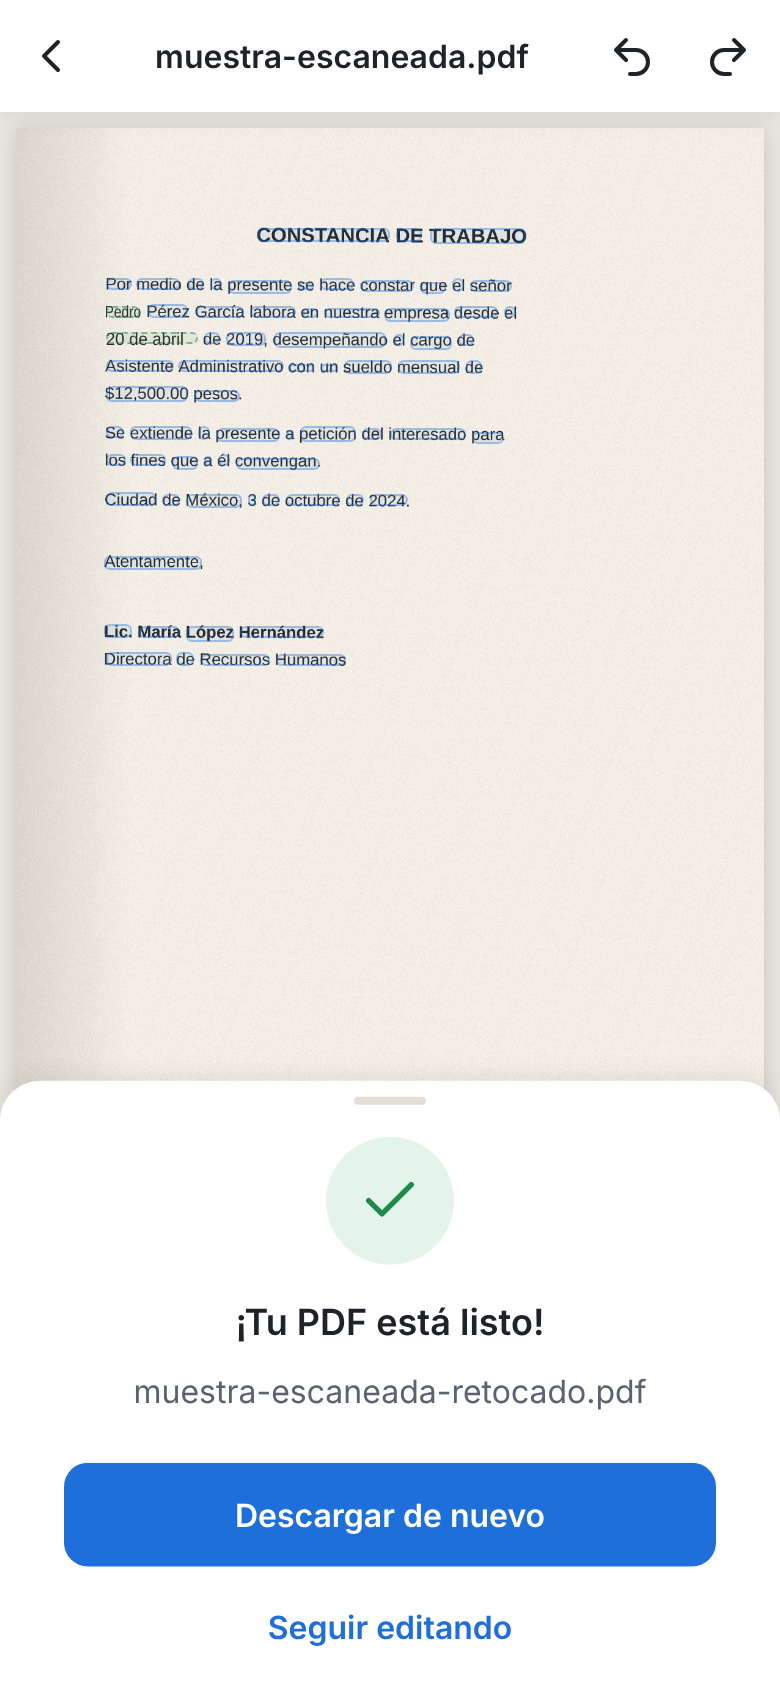 muestra-escaneada.pdf
CONSTANCIA DE TRABAJO
Por medio de la presente se hace constar que el señor
Pedro Pérez García labora en nuestra empresa desde el
20 de abril de 2019, desempeñando el cargo de
Asistente Administrativo con un sueldo mensual de
$12,500.00 pesos.
Se extiende la presente a petición del interesado para
los fines que a él convengan.
Ciudad de México, 3 de octubre de 2024.
Atentamente,
Lic. María López Hernández
Directora de Recursos Humanos
¡Tu PDF está listo!
muestra-escaneada-retocado.pdf
Descargar de nuevo
Seguir editando